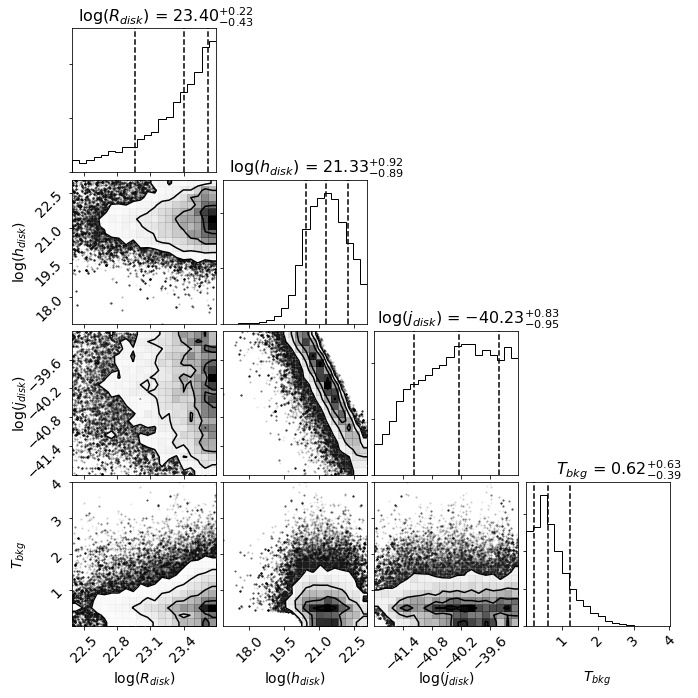 log(R_disk) = 23.40^{+0.22}_{-0.43}
log(h_disk) = 21.33^{+0.92}_{-0.89}
22.5
21.0
19.5
18.0
log(h_disk)
log(j_disk) = −40.23^{+0.83}_{-0.95}
−39.6
−40.2
−40.8
−41.4
log(j_disk)
T_bkg = 0.62^{+0.63}_{-0.39}
4
3
2
1
T_bkg
22.5 22.8 23.1 23.4
18.0 19.5 21.0 22.5
−41.4 −40.8 −40.2 −39.6
1 2 3 4
log(R_disk) log(h_disk) log(j_disk) T_bkg